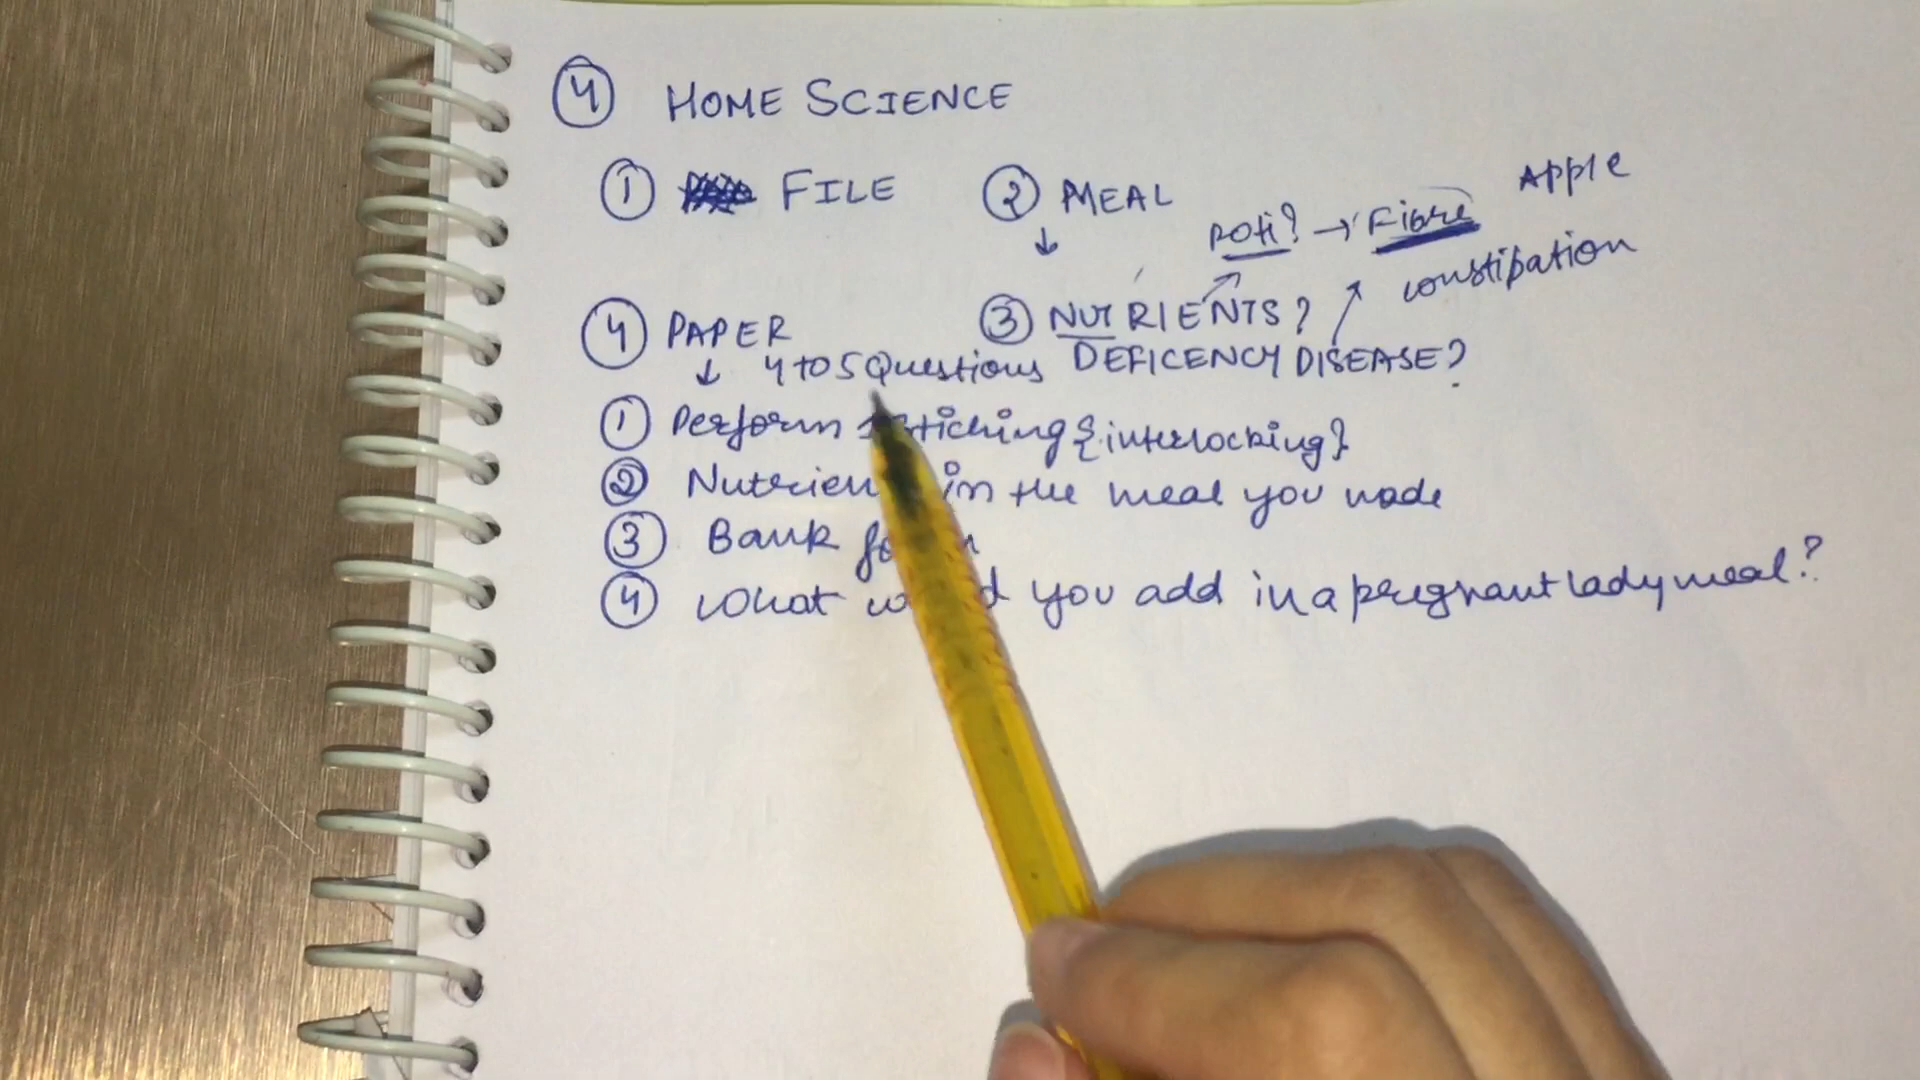 4 HOME SCIENCE
1 FILE
2 MEAL
↓
ROti? → Fibre
Apple
constipation
3 NUTRIENTS?
DEFICENCY DISEASE?
4 PAPER
↓ 4 TO 5 Questions
1 Perform stiching {interlocking}
2 Nutrien in the meal you made
3 Bank
4 what you add in a pregnant lady meal?